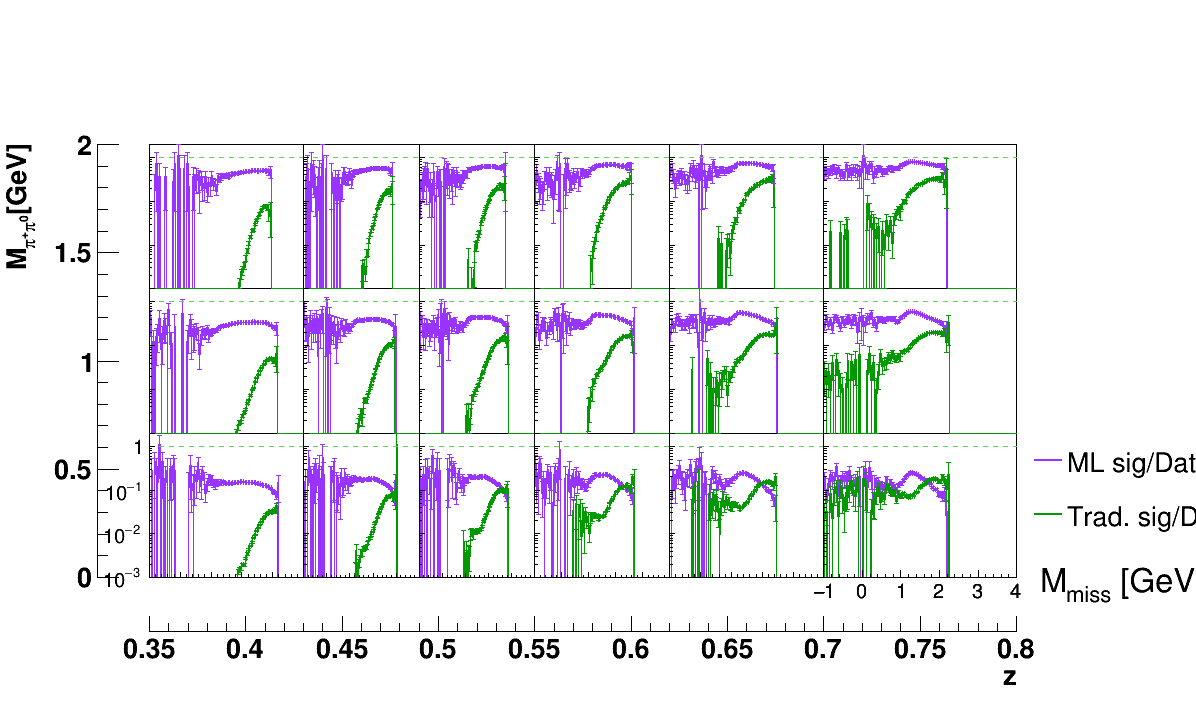 M_{π⁺π⁰} [GeV]
2
1.5
1
0.5
0
1
10⁻¹
10⁻²
10⁻³
ML sig/Dat
Trad. sig/D
−1 0 1 2 3 4
M_{miss} [GeV
0.35 0.4 0.45 0.5 0.55 0.6 0.65 0.7 0.75 0.8
z